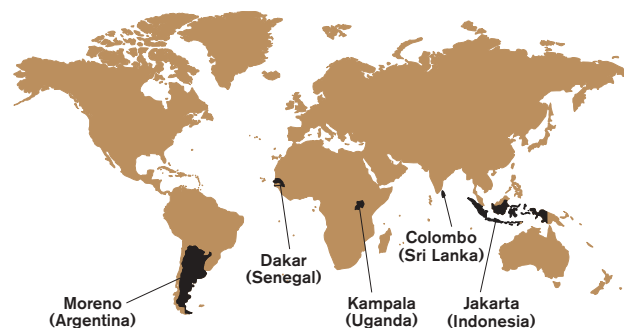 Dakar
(Senegal)
Colombo
(Sri Lanka)
Moreno
(Argentina)
Kampala
(Uganda)
Jakarta
(Indonesia)